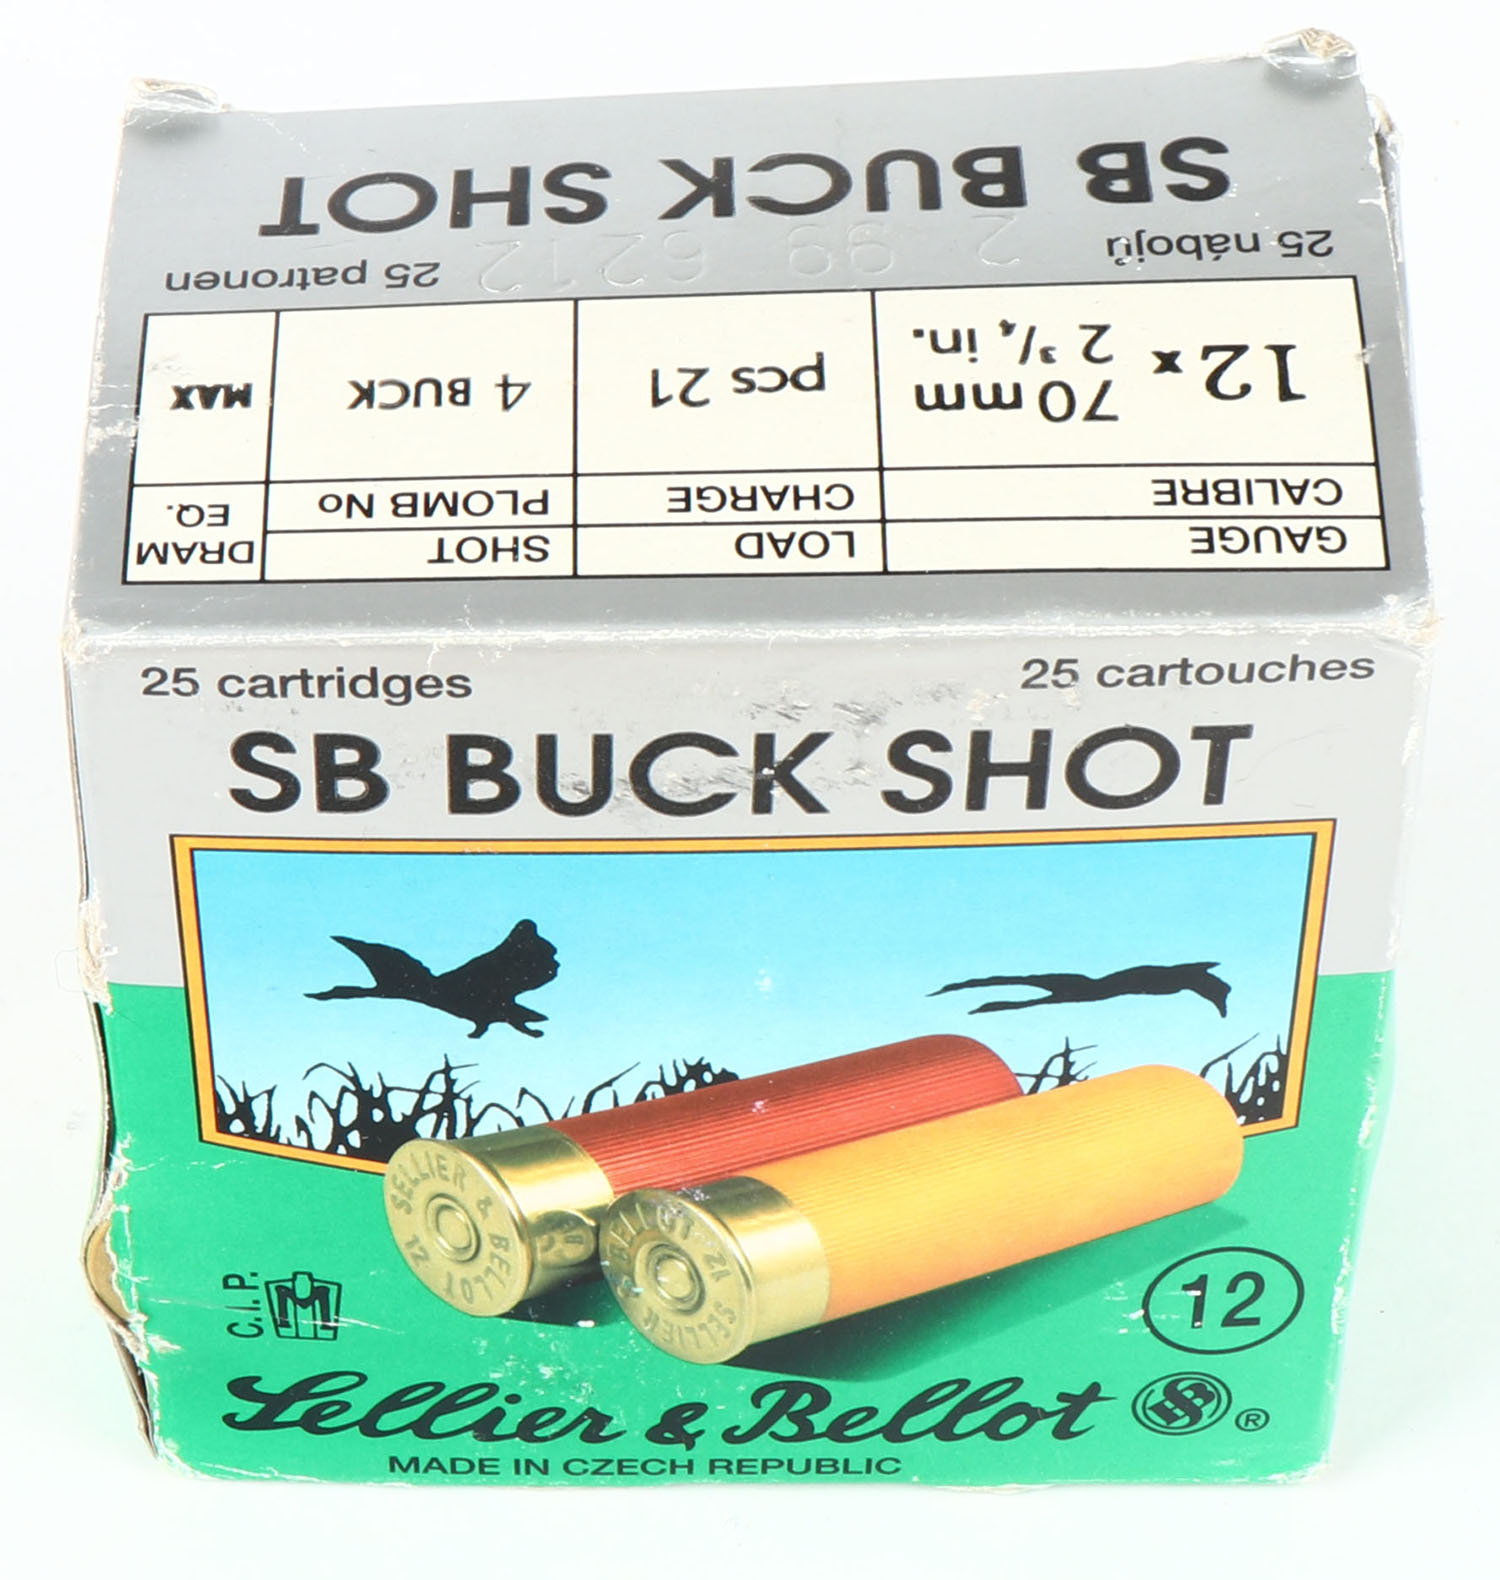 SB BUCK SHOT
25 nábojů 25 patronen
2 99 6212
GAUGE LOAD SHOT DRAM
CALIBRE CHARGE PLOMB No EQ.
12 x 70 mm pcs 21 4 BUCK MAX
2 3/4 in.
25 cartridges 25 cartouches
SB BUCK SHOT
SELLIER & BELLOT 12
SELLIER & BELLOT 12
12
C.I.P.
Sellier & Bellot SB ®
MADE IN CZECH REPUBLIC